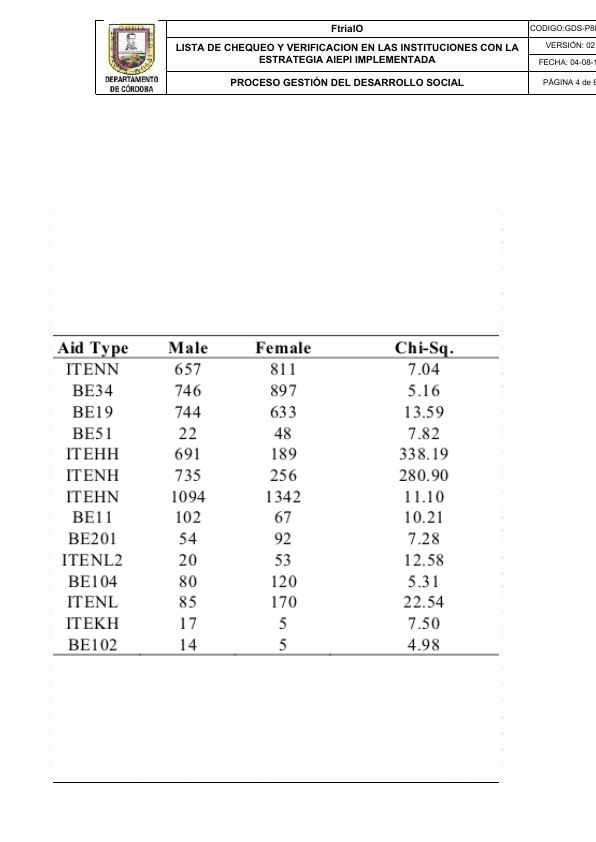 FtrialO
LISTA DE CHEQUEO Y VERIFICACION EN LAS INSTITUCIONES CON LA
ESTRATEGIA AIEPI IMPLEMENTADA
PROCESO GESTIÓN DEL DESARROLLO SOCIAL
CODIGO:GDS-P8
VERSIÓN: 02
FECHA: 04-08-1
PÁGINA 4 de 8
DEPARTAMENTO
DE CÓRDOBA
Aid Type Male Female Chi-Sq.
ITENN 657 811 7.04
BE34 746 897 5.16
BE19 744 633 13.59
BE51 22 48 7.82
ITEHH 691 189 338.19
ITENH 735 256 280.90
ITEHN 1094 1342 11.10
BE11 102 67 10.21
BE201 54 92 7.28
ITENL2 20 53 12.58
BE104 80 120 5.31
ITENL 85 170 22.54
ITEKH 17 5 7.50
BE102 14 5 4.98